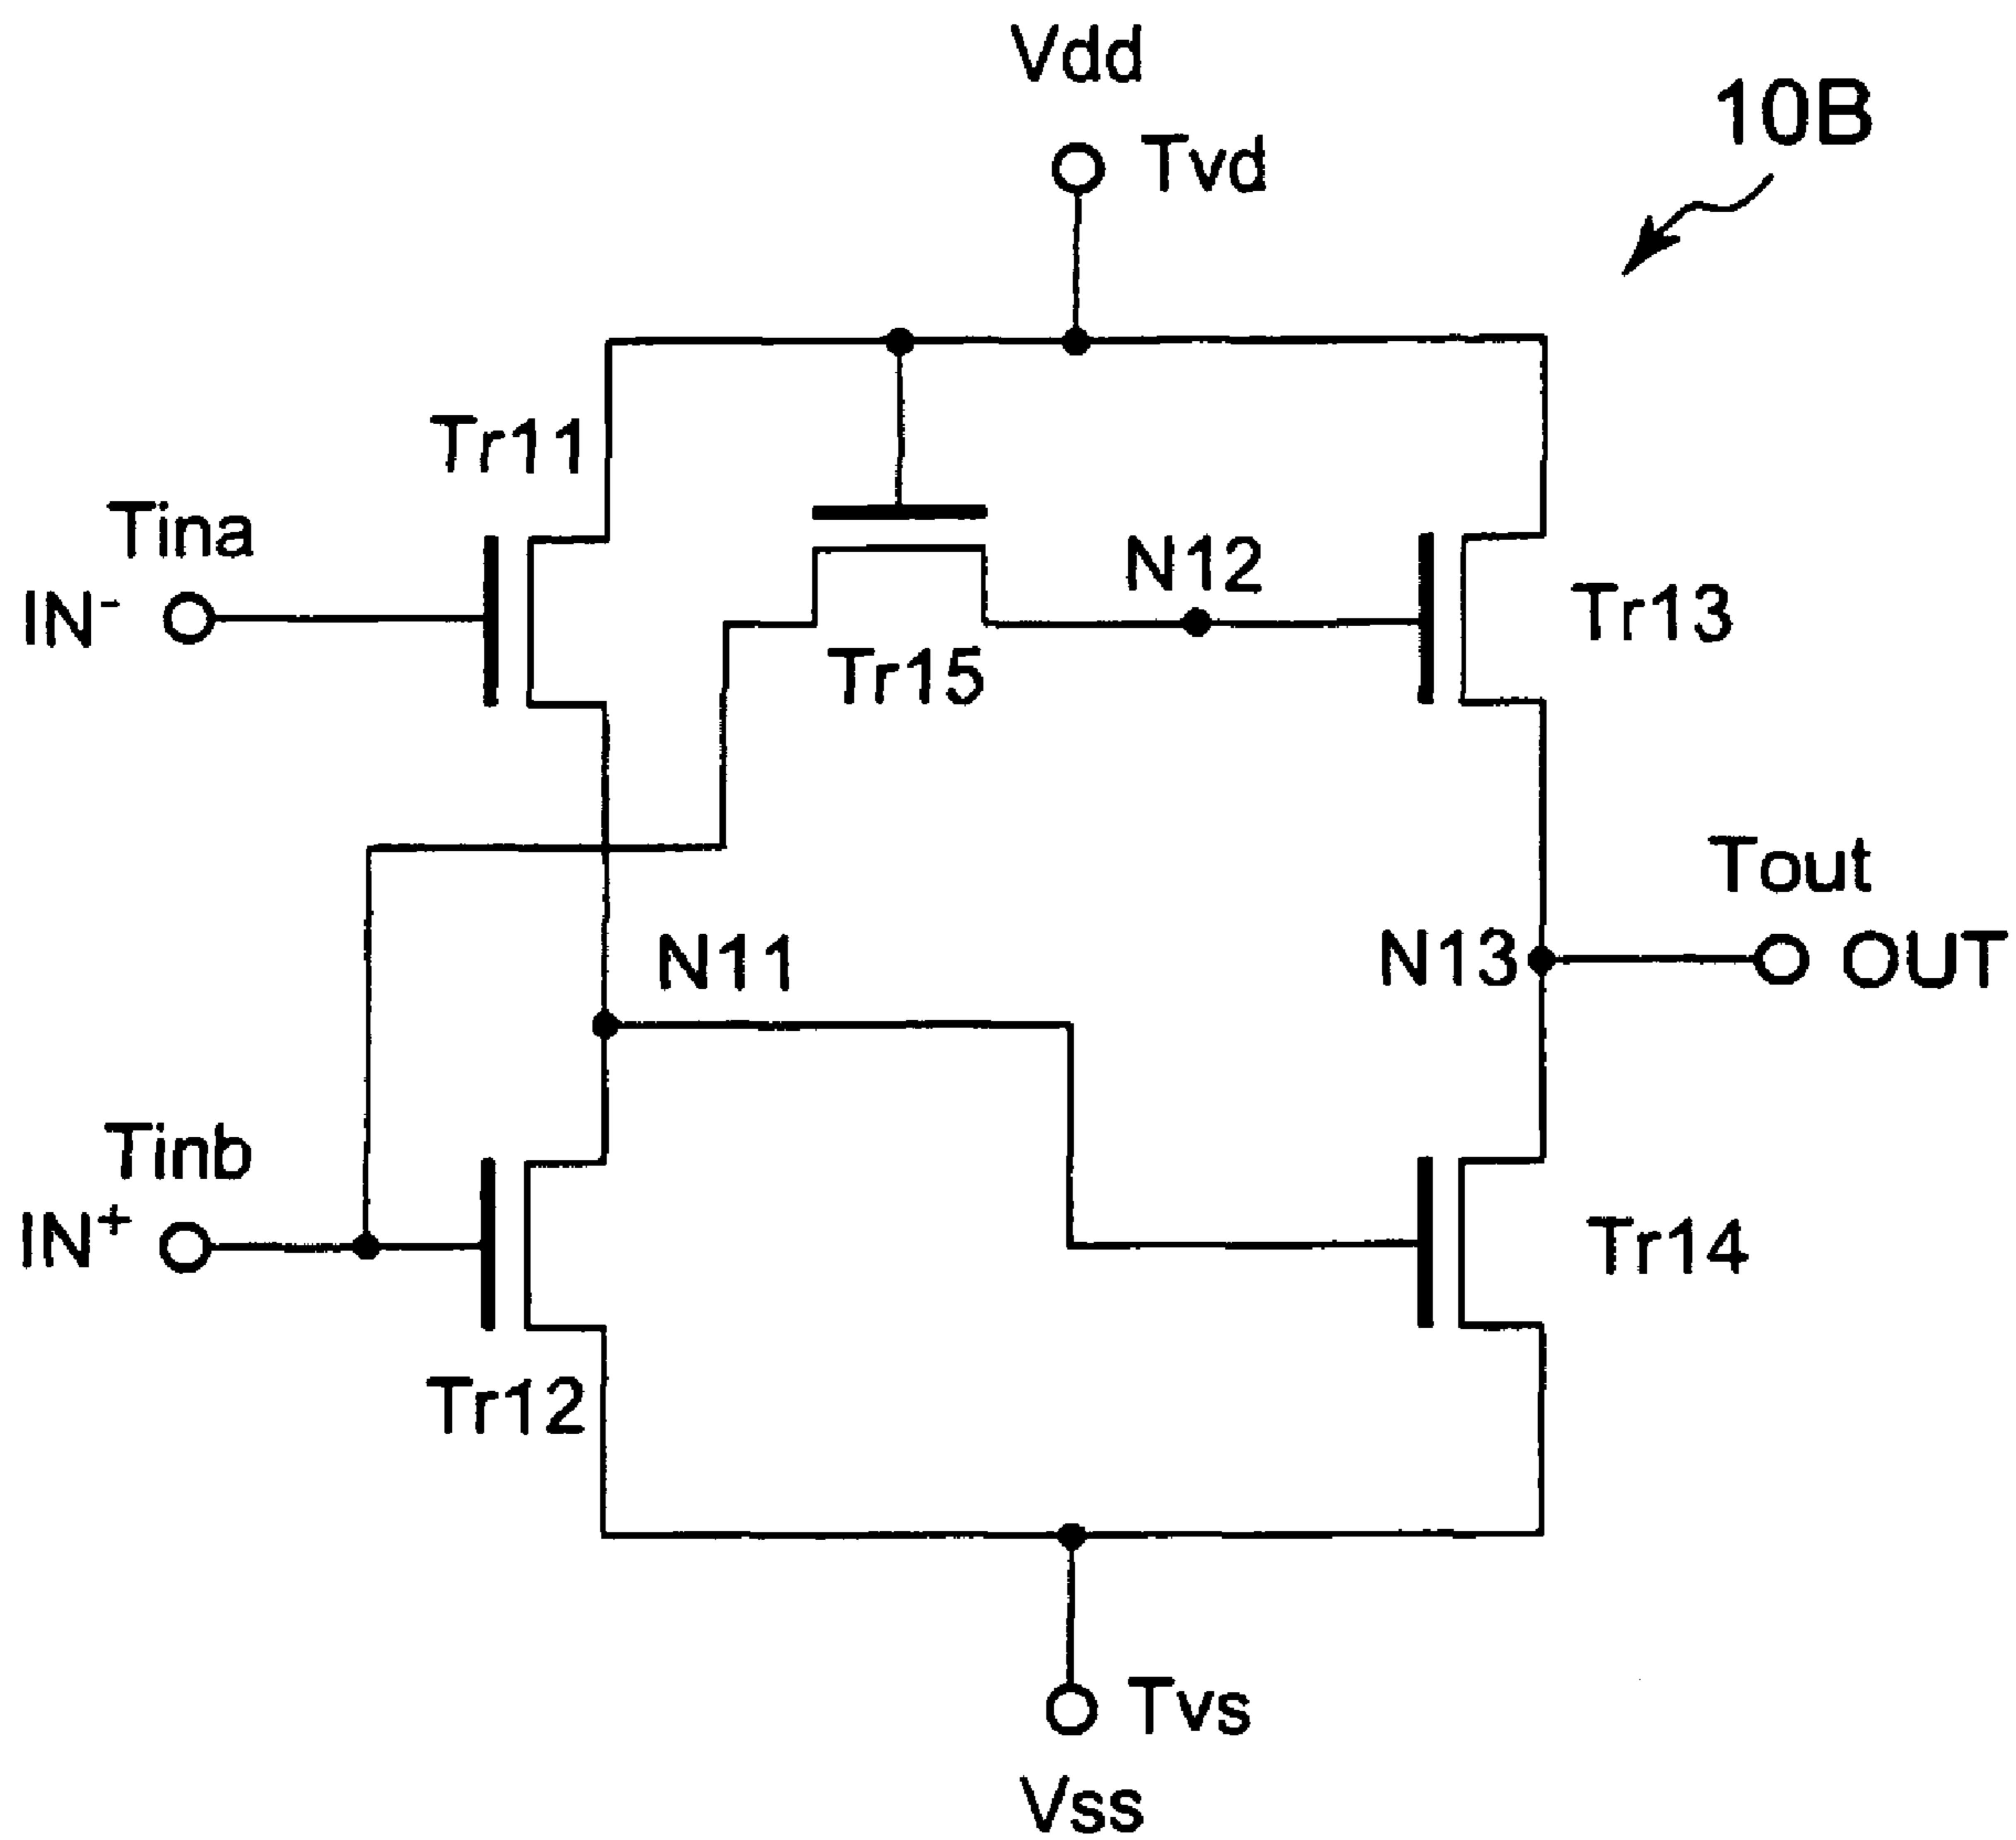 Vdd
10B
Tvd
Tr11
Tina
IN⁻
N12
Tr13
Tr15
Tout
N11
N13
OUT
Tinb
IN⁺
Tr14
Tr12
Tvs
Vss